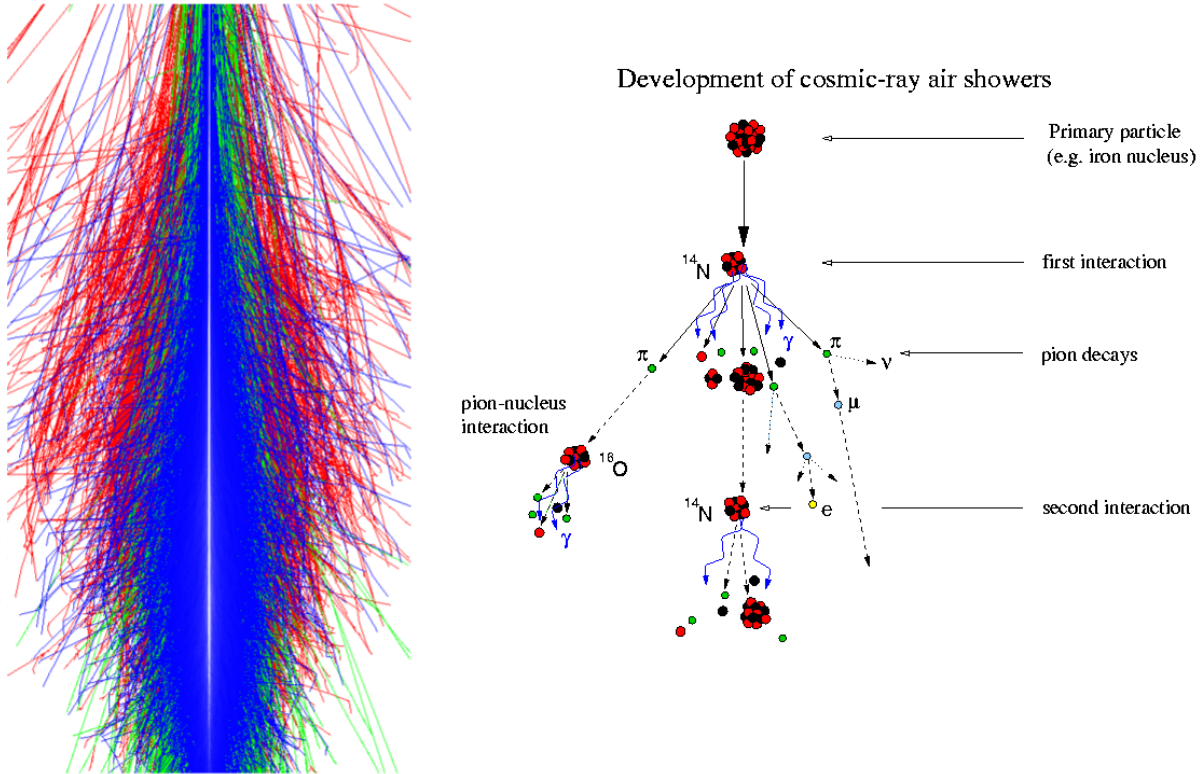 Development of cosmic-ray air showers
Primary particle
(e.g. iron nucleus)
14N
first interaction
γ
π
π
ν
pion decays
μ
pion-nucleus
interaction
16O
14N
e
second interaction
γ